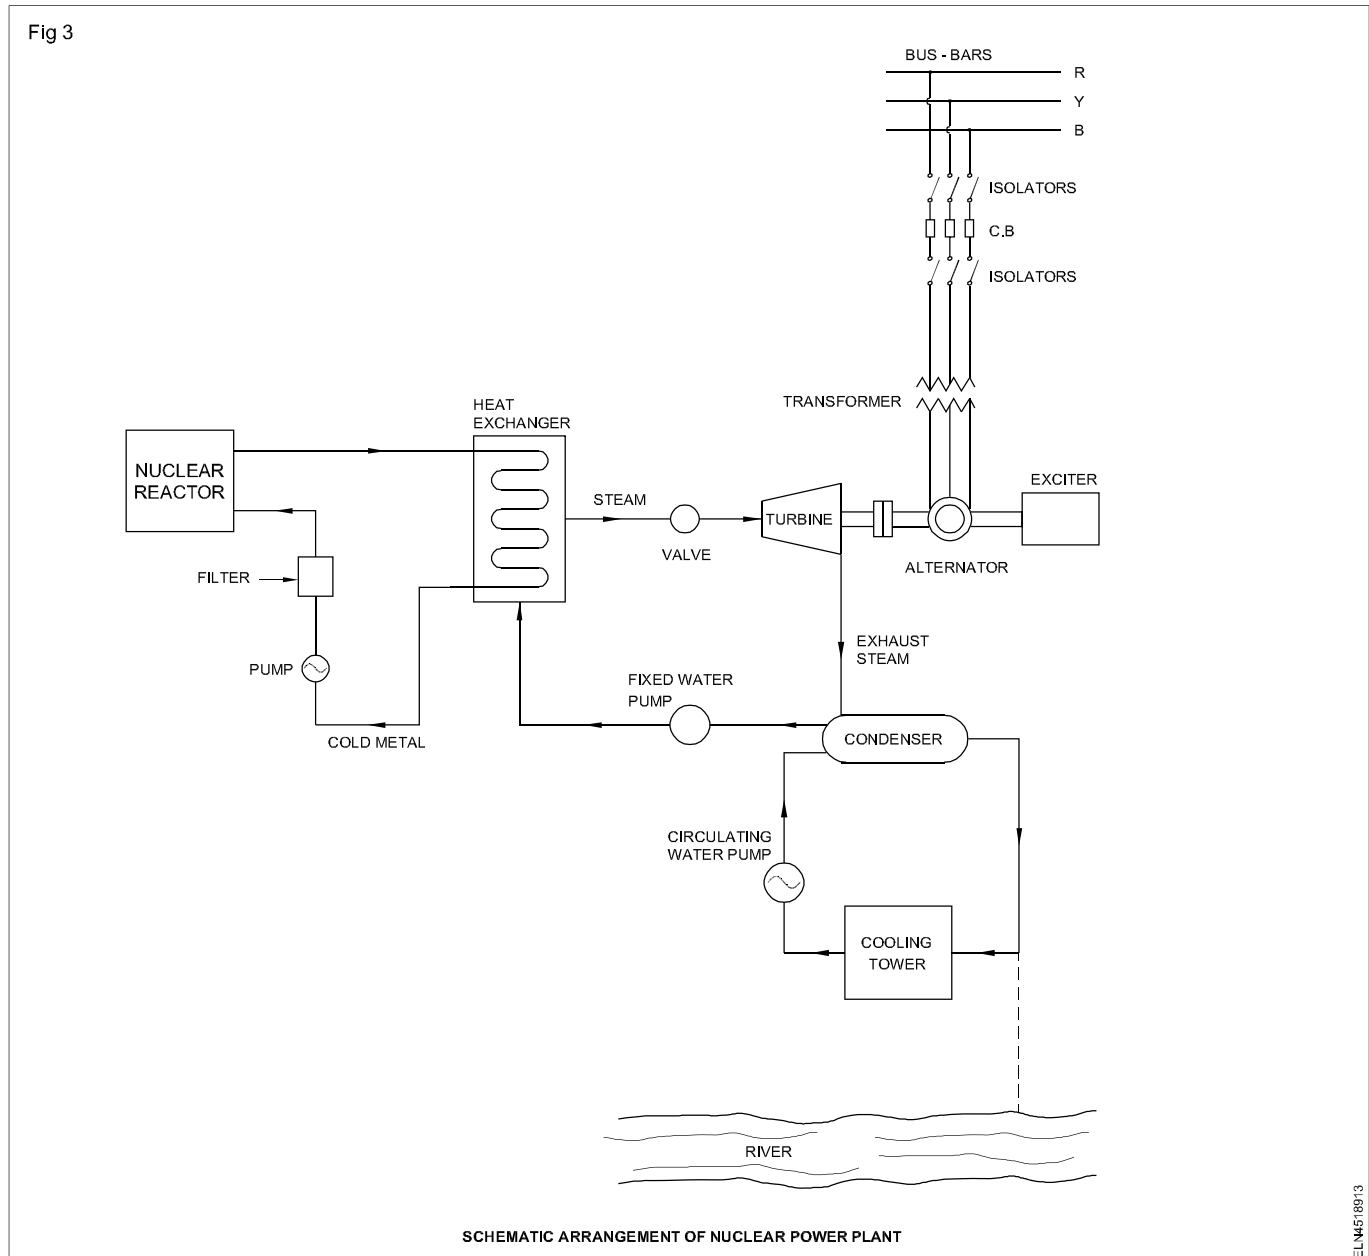 Fig 3
BUS - BARS
R
Y
B
ISOLATORS
C.B
ISOLATORS
TRANSFORMER
HEAT
EXCHANGER
NUCLEAR
REACTOR
STEAM
VALVE
TURBINE
EXCITER
ALTERNATOR
FILTER
PUMP
COLD METAL
EXHAUST
STEAM
FIXED WATER
PUMP
CONDENSER
CIRCULATING
WATER PUMP
COOLING
TOWER
RIVER
SCHEMATIC ARRANGEMENT OF NUCLEAR POWER PLANT
ELN4518913